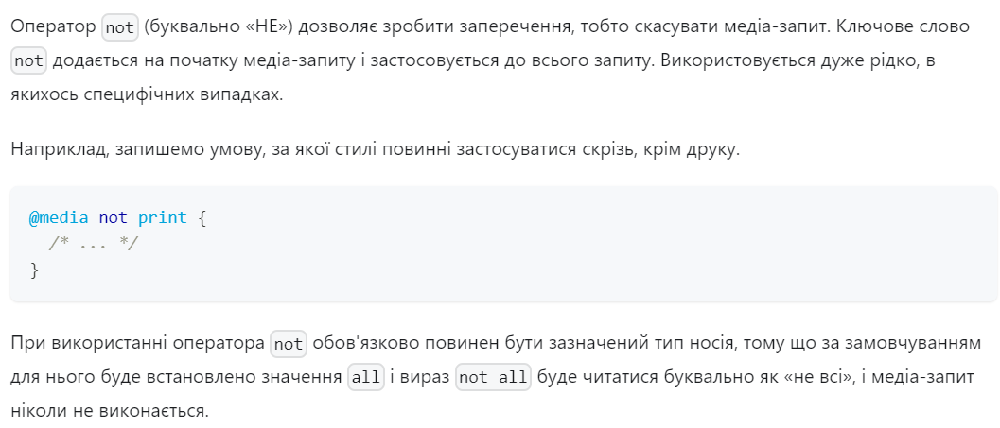 Оператор not (буквально «НЕ») дозволяє зробити заперечення, тобто скасувати медіа-запит. Ключове слово
not додається на початку медіа-запиту і застосовується до всього запиту. Використовується дуже рідко, в
якихось специфічних випадках.
Наприклад, запишемо умову, за якої стилі повинні застосуватися скрізь, крім друку.
@media not print {
  /* ... */
}
При використанні оператора not обов'язково повинен бути зазначений тип носія, тому що за замовчуванням
для нього буде встановлено значення all і вираз not all буде читатися буквально як «не всі», і медіа-запит
ніколи не виконається.